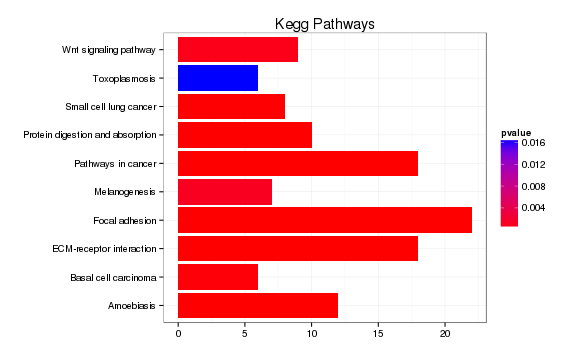 Kegg Pathways
Wnt signaling pathway
Toxoplasmosis
Small cell lung cancer
Protein digestion and absorption
Pathways in cancer
Melanogenesis
Focal adhesion
ECM-receptor interaction
Basal cell carcinoma
Amoebiasis
0 5 10 15 20
pvalue
0.016
0.012
0.008
0.004